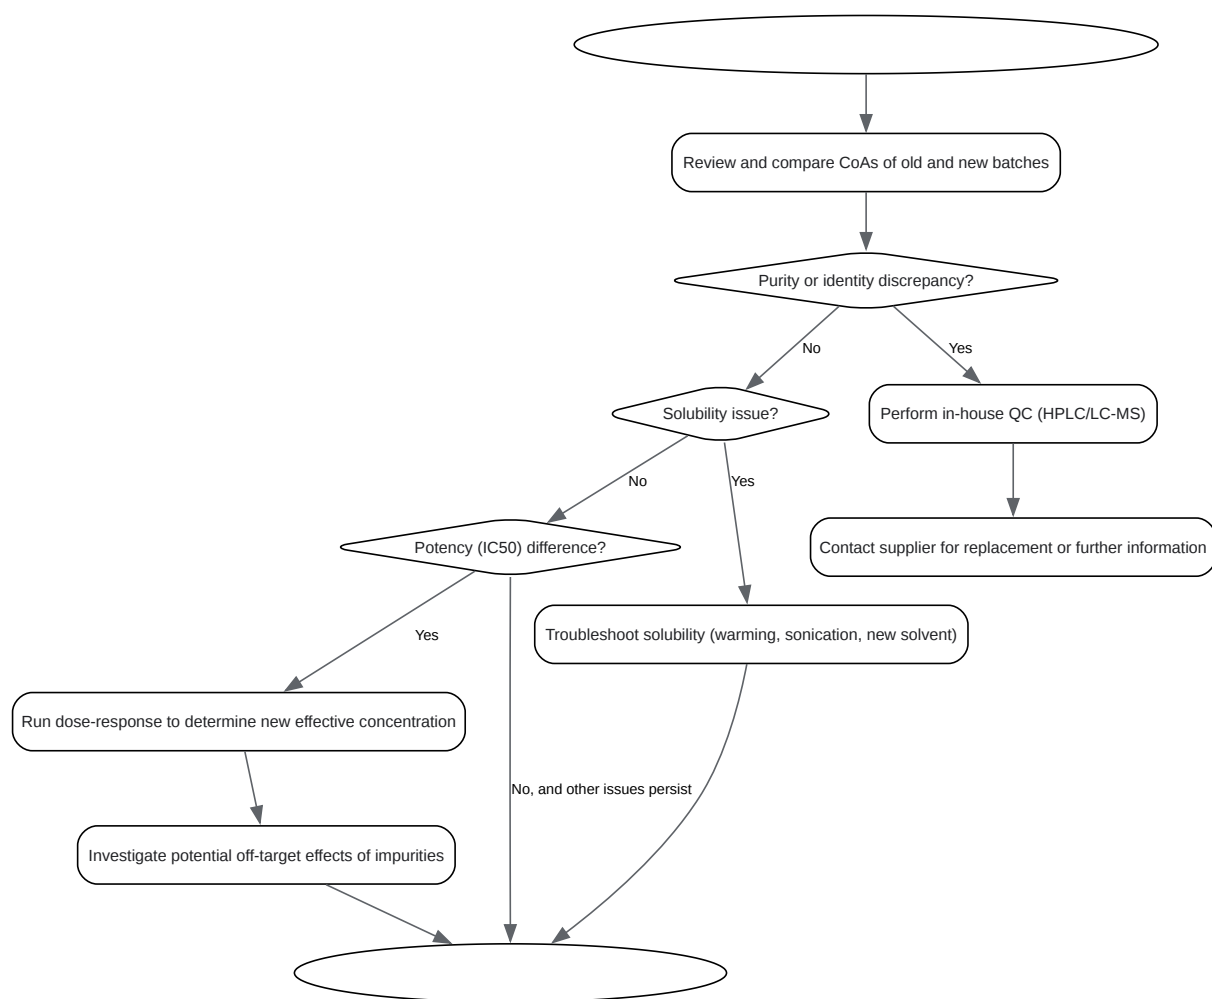 Review and compare CoAs of old and new batches
Purity or identity discrepancy?
No
Yes
Solubility issue?
Perform in-house QC (HPLC/LC-MS)
No
Yes
Potency (IC50) difference?
Contact supplier for replacement or further information
Yes
Troubleshoot solubility (warming, sonication, new solvent)
Run dose-response to determine new effective concentration
No, and other issues persist
Investigate potential off-target effects of impurities